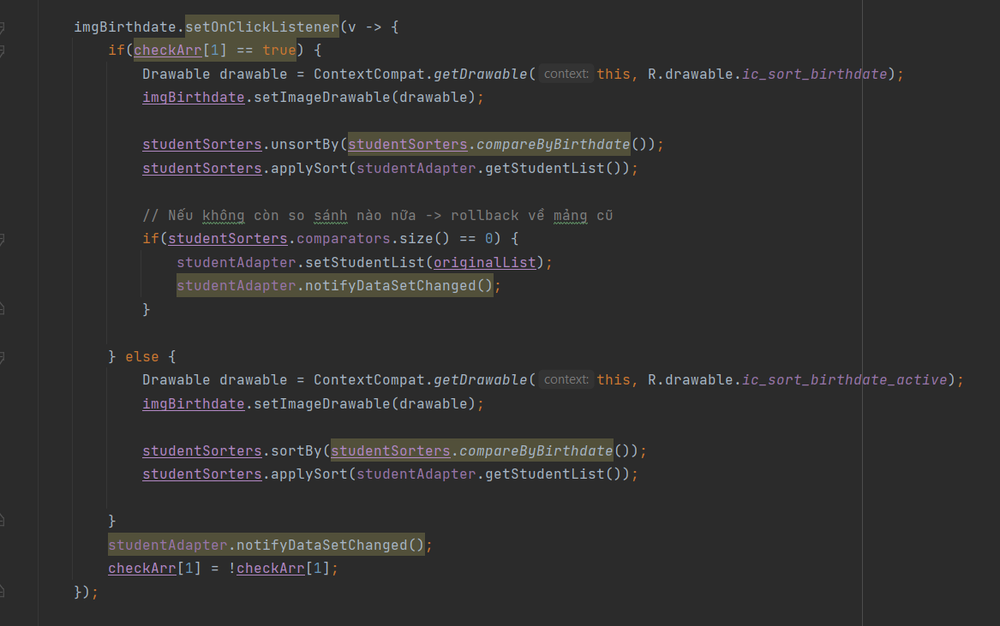 imgBirthdate.setOnClickListener(v -> {
if(checkArr[1] == true) {
Drawable drawable = ContextCompat.getDrawable( context: this, R.drawable.ic_sort_birthdate);
imgBirthdate.setImageDrawable(drawable);
studentSorters.unsortBy(studentSorters.compareByBirthdate());
studentSorters.applySort(studentAdapter.getStudentList());
// Nếu không còn so sánh nào nữa -> rollback về mảng cũ
if(studentSorters.comparators.size() == 0) {
studentAdapter.setStudentList(originalList);
studentAdapter.notifyDataSetChanged();
}
} else {
Drawable drawable = ContextCompat.getDrawable( context: this, R.drawable.ic_sort_birthdate_active);
imgBirthdate.setImageDrawable(drawable);
studentSorters.sortBy(studentSorters.compareByBirthdate());
studentSorters.applySort(studentAdapter.getStudentList());
}
studentAdapter.notifyDataSetChanged();
checkArr[1] = !checkArr[1];
});